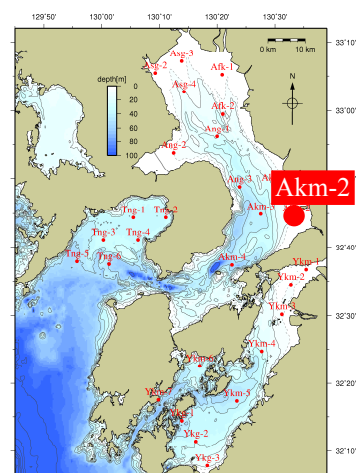 129˚50' 130˚00' 130˚10' 130˚20' 130˚30'
0 km 10 km
33˚10'
33˚00'
32˚40'
32˚30'
32˚20'
32˚10'
depth[m]
0
20
40
60
80
100
N
Asg-3
Asg-2
Afk-1
Asg-4
Afk-2
Ang-1
Ang-2
Ang-3
Akm-2
Tng-1
Tng-2
Tng-3
Tng-4
Tng-5
Tng-6
Akm-4
Ykm-1
Ykm-2
Ykm-3
Ykm-4
Ykm-5
Ykg-1
Ykg-2
Ykg-3